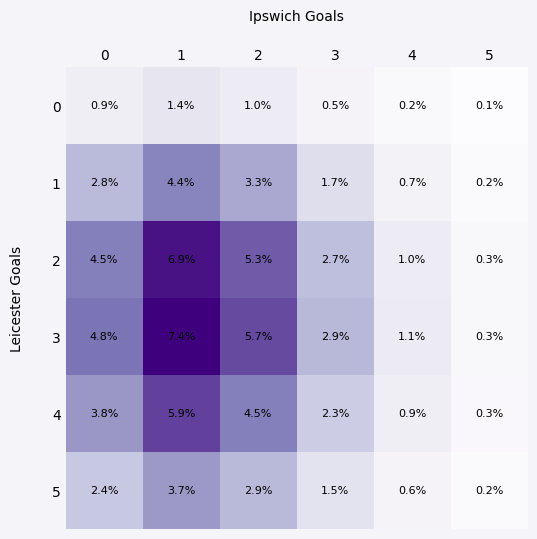 Ipswich Goals
0 1 2 3 4 5
0 0.9% 1.4% 1.0% 0.5% 0.2% 0.1%
1 2.8% 4.4% 3.3% 1.7% 0.7% 0.2%
2 4.5% 6.9% 5.3% 2.7% 1.0% 0.3%
Leicester Goals
3 4.8% 7.4% 5.7% 2.9% 1.1% 0.3%
4 3.8% 5.9% 4.5% 2.3% 0.9% 0.3%
5 2.4% 3.7% 2.9% 1.5% 0.6% 0.2%